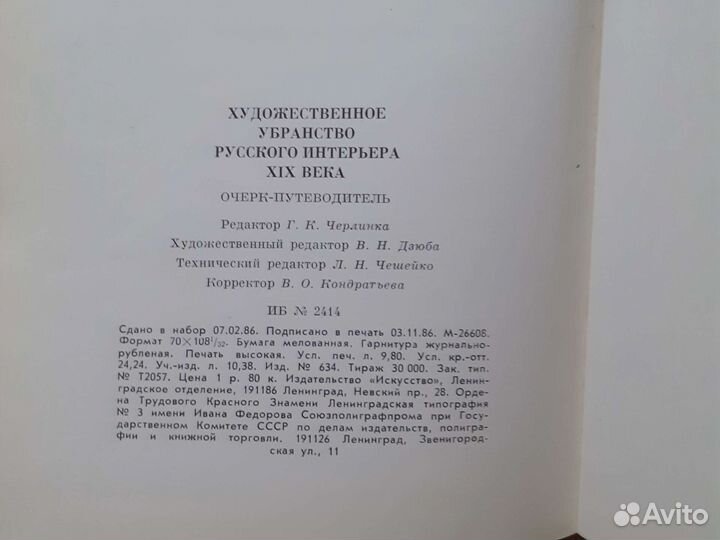 ХУДОЖЕСТВЕННОЕ
УБРАНСТВО
РУССКОГО ИНТЕРЬЕРА
XIX ВЕКА
ОЧЕРК-ПУТЕВОДИТЕЛЬ
Редактор Г. К. Черлинка
Художественный редактор В. Н. Дзюба
Технический редактор Л. Н. Чешейко
Корректор В. О. Кондратьева
ИБ № 2414
Сдано в набор 07.02.86. Подписано в печать 03.11.86. М-26608.
Формат 70×108¹/₃₂. Бумага мелованная. Гарнитура журнально-
рубленая. Печать высокая. Усл. печ. л. 9,80. Усл. кр.-отт.
24,24. Уч.-изд. л. 10,38. Изд. № 634. Тираж 30 000. Зак. тип.
№ Т2057. Цена 1 р. 80 к. Издательство «Искусство», Ленин-
градское отделение, 191186 Ленинград, Невский пр., 28. Орде-
на Трудового Красного Знамени Ленинградская типография
№ 3 имени Ивана Федорова Союзполиграфпрома при Госу-
дарственном Комитете СССР по делам издательств, полигра-
фии и книжной торговли. 191126 Ленинград, Звенигород-
ская ул., 11
Avito